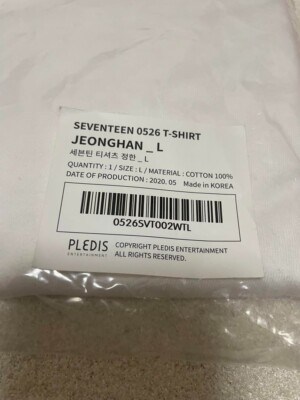 SEVENTEEN 0526 T-SHIRT
JEONGHAN _ L
세븐틴 티셔츠 정한 _ L
QUANTITY : 1 / SIZE : L / MATERIAL : COTTON 100%
DATE OF PRODUCTION : 2020. 05 Made in KOREA
0526SVT002WTL
PLEDIS
ENTERTAINMENT
COPYRIGHT PLEDIS ENTERTAINMENT
ALL RIGHTS RESERVED.